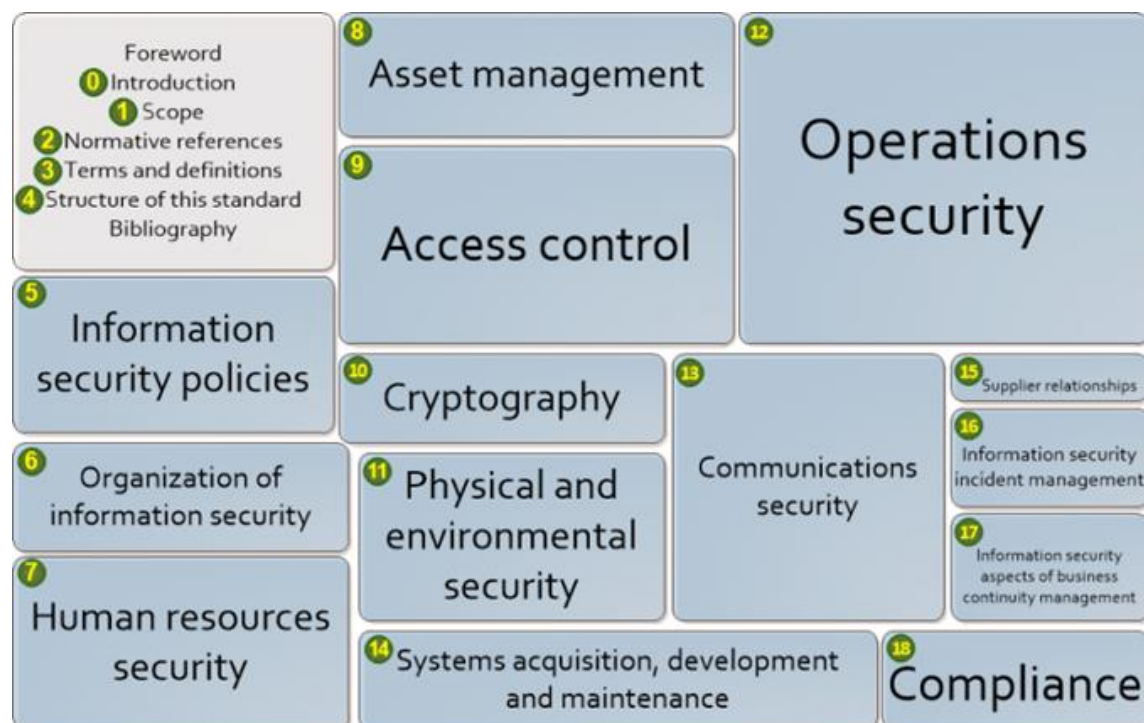 Foreword
0 Introduction
1 Scope
2 Normative references
3 Terms and definitions
4 Structure of this standard
Bibliography
5
Information
security policies
6
Organization of
information security
7
Human resources
security
8
Asset management
9
Access control
10
Cryptography
11
Physical and
environmental
security
12
Operations
security
13
Communications
security
14
Systems acquisition, development
and maintenance
15
Supplier relationships
16
Information security
incident management
17
Information security
aspects of business
continuity management
18
Compliance